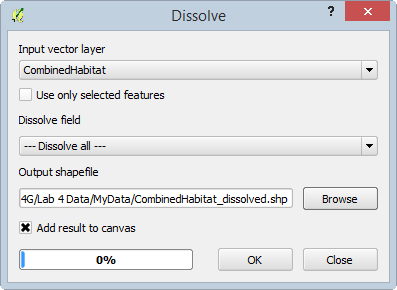 Dissolve
?
Input vector layer
CombinedHabitat
Use only selected features
Dissolve field
--- Dissolve all ---
Output shapefile
4G/Lab 4 Data/MyData/CombinedHabitat_dissolved.shp Browse
Add result to canvas
0% OK Close